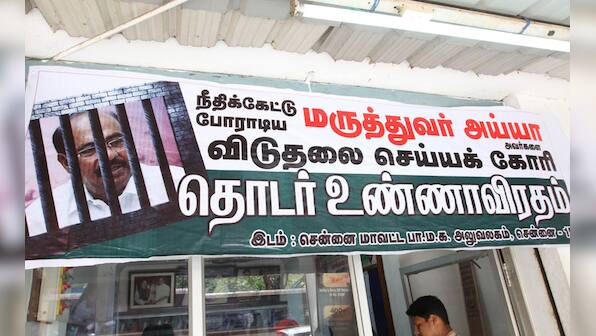 நீதிக்கேட்டு
போராடிய மருத்துவர் அய்யா
அவர்களை
விடுதலை செய்யக் கோரி
தொடர் உண்ணாவிரதம்
இடம் : சென்னை மாவட்ட பா.ம.க. அலுவலகம், சென்னை